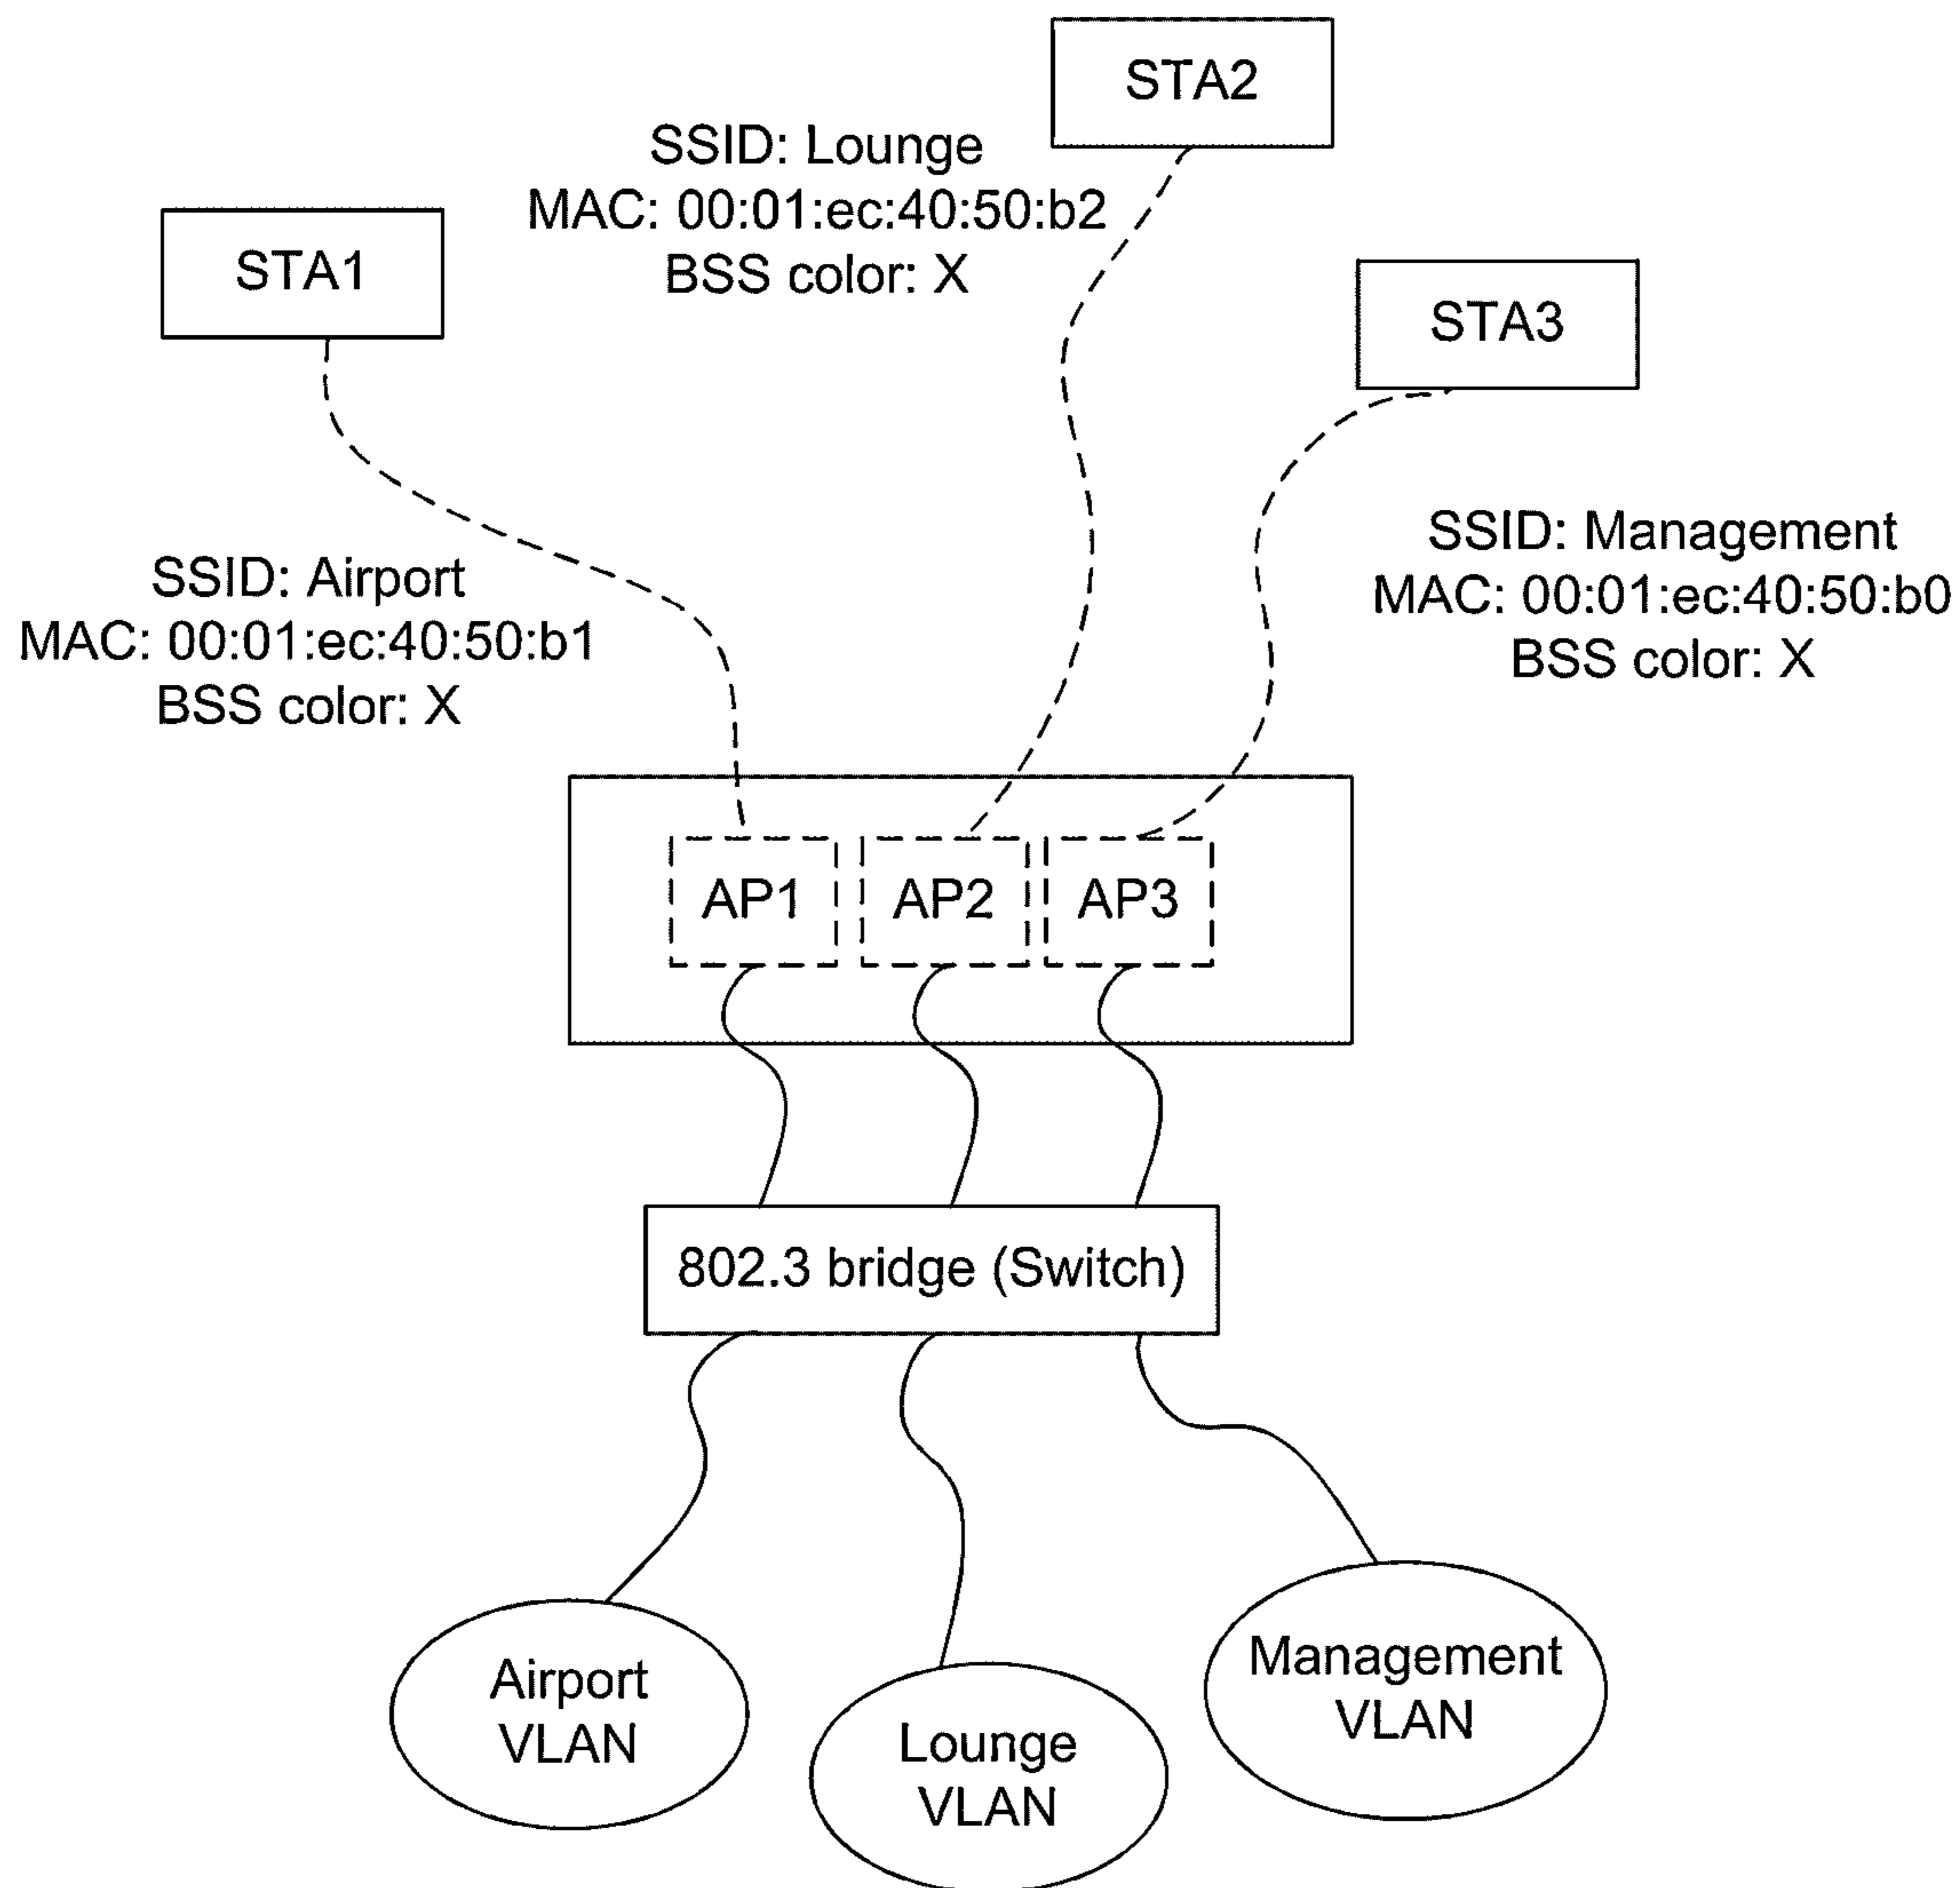 STA2
SSID: Lounge
MAC: 00:01:ec:40:50:b2
BSS color: X
STA1
STA3
SSID: Management
MAC: 00:01:ec:40:50:b0
BSS color: X
SSID: Airport
MAC: 00:01:ec:40:50:b1
BSS color: X
AP1
AP2
AP3
802.3 bridge (Switch)
Airport
VLAN
Lounge
VLAN
Management
VLAN